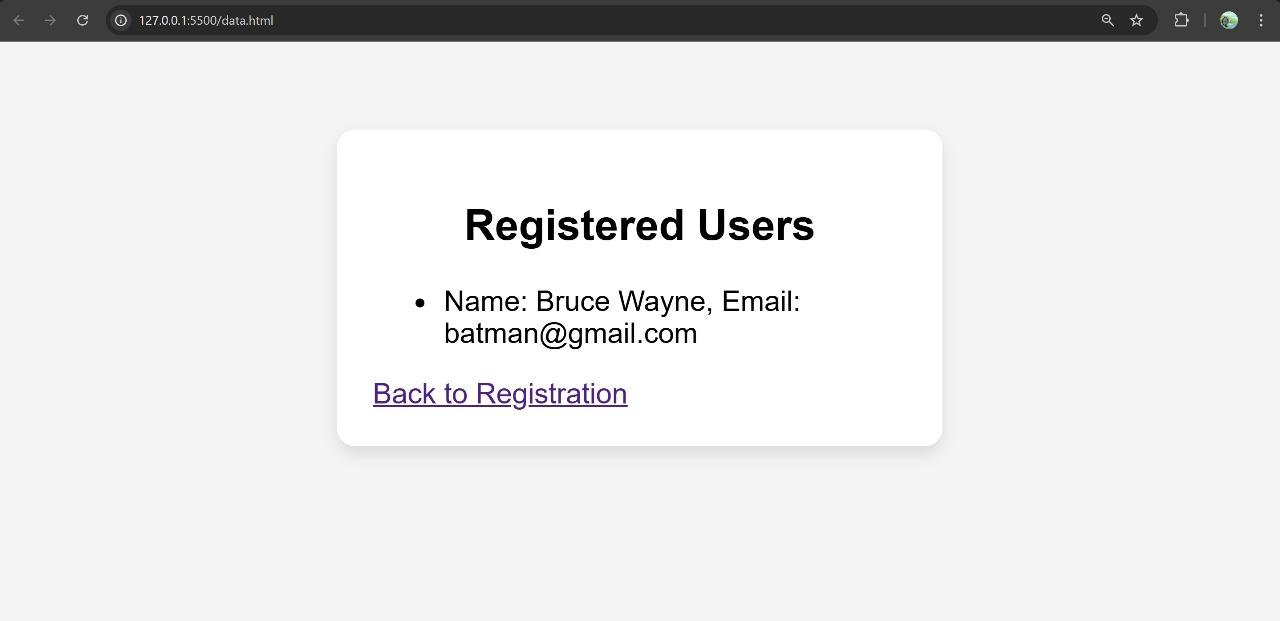 127.0.0.1:5500/data.html
Registered Users
Name: Bruce Wayne, Email:
batman@gmail.com
Back to Registration